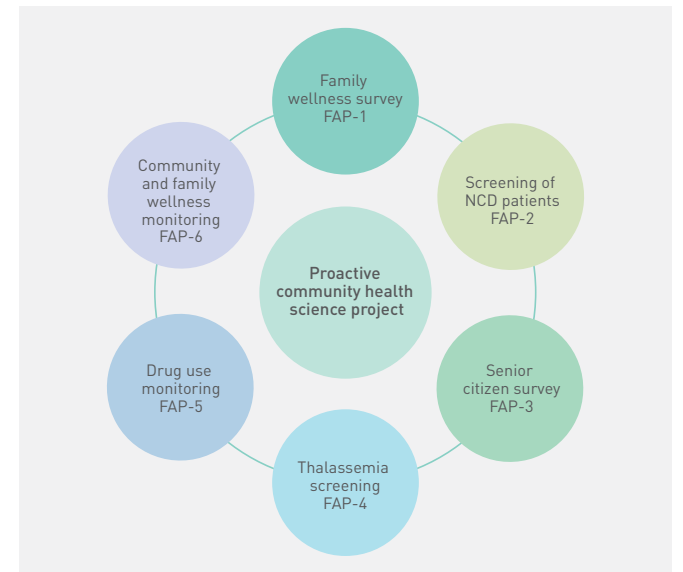 Family
wellness survey
FAP-1
Screening of
NCD patients
FAP-2
Senior
citizen survey
FAP-3
Thalassemia
screening
FAP-4
Drug use
monitoring
FAP-5
Community
and family
wellness
monitoring
FAP-6
Proactive
community health
science project